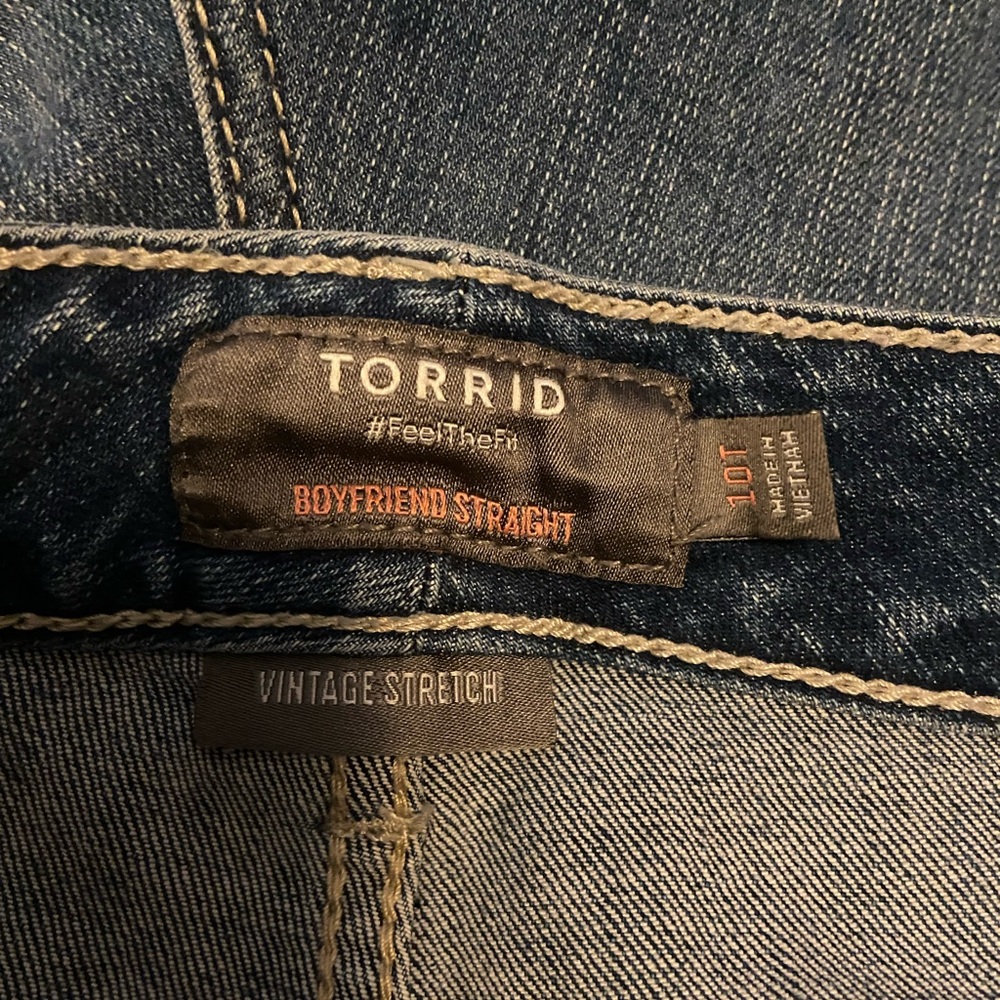 TORRID
#FeelTheFit
BOYFRIEND STRAIGHT
10T
MADE IN
VIETNAM
VINTAGE STRETCH